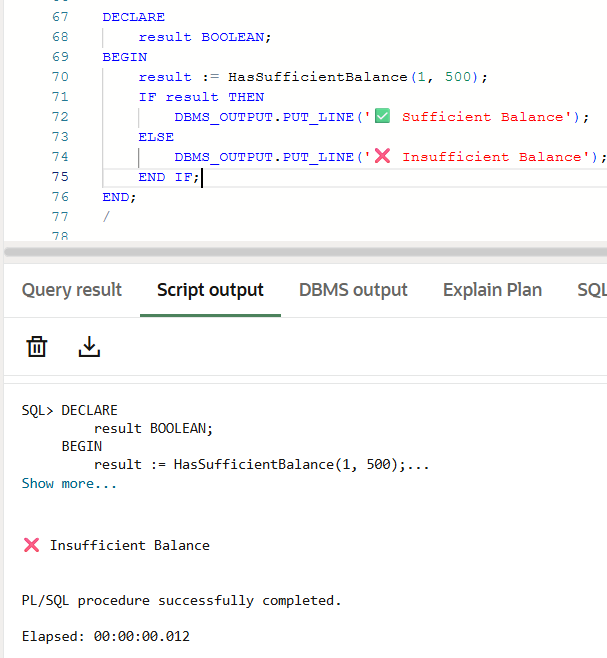 67 DECLARE
68 result BOOLEAN;
69 BEGIN
70 result := HasSufficientBalance(1, 500);
71 IF result THEN
72 DBMS_OUTPUT.PUT_LINE('✅ Sufficient Balance');
73 ELSE
74 DBMS_OUTPUT.PUT_LINE('❌ Insufficient Balance');
75 END IF;
76 END;
77 /
78
Query result Script output DBMS output Explain Plan SQL
SQL> DECLARE
result BOOLEAN;
BEGIN
result := HasSufficientBalance(1, 500);...
Show more...
❌ Insufficient Balance
PL/SQL procedure successfully completed.
Elapsed: 00:00:00.012